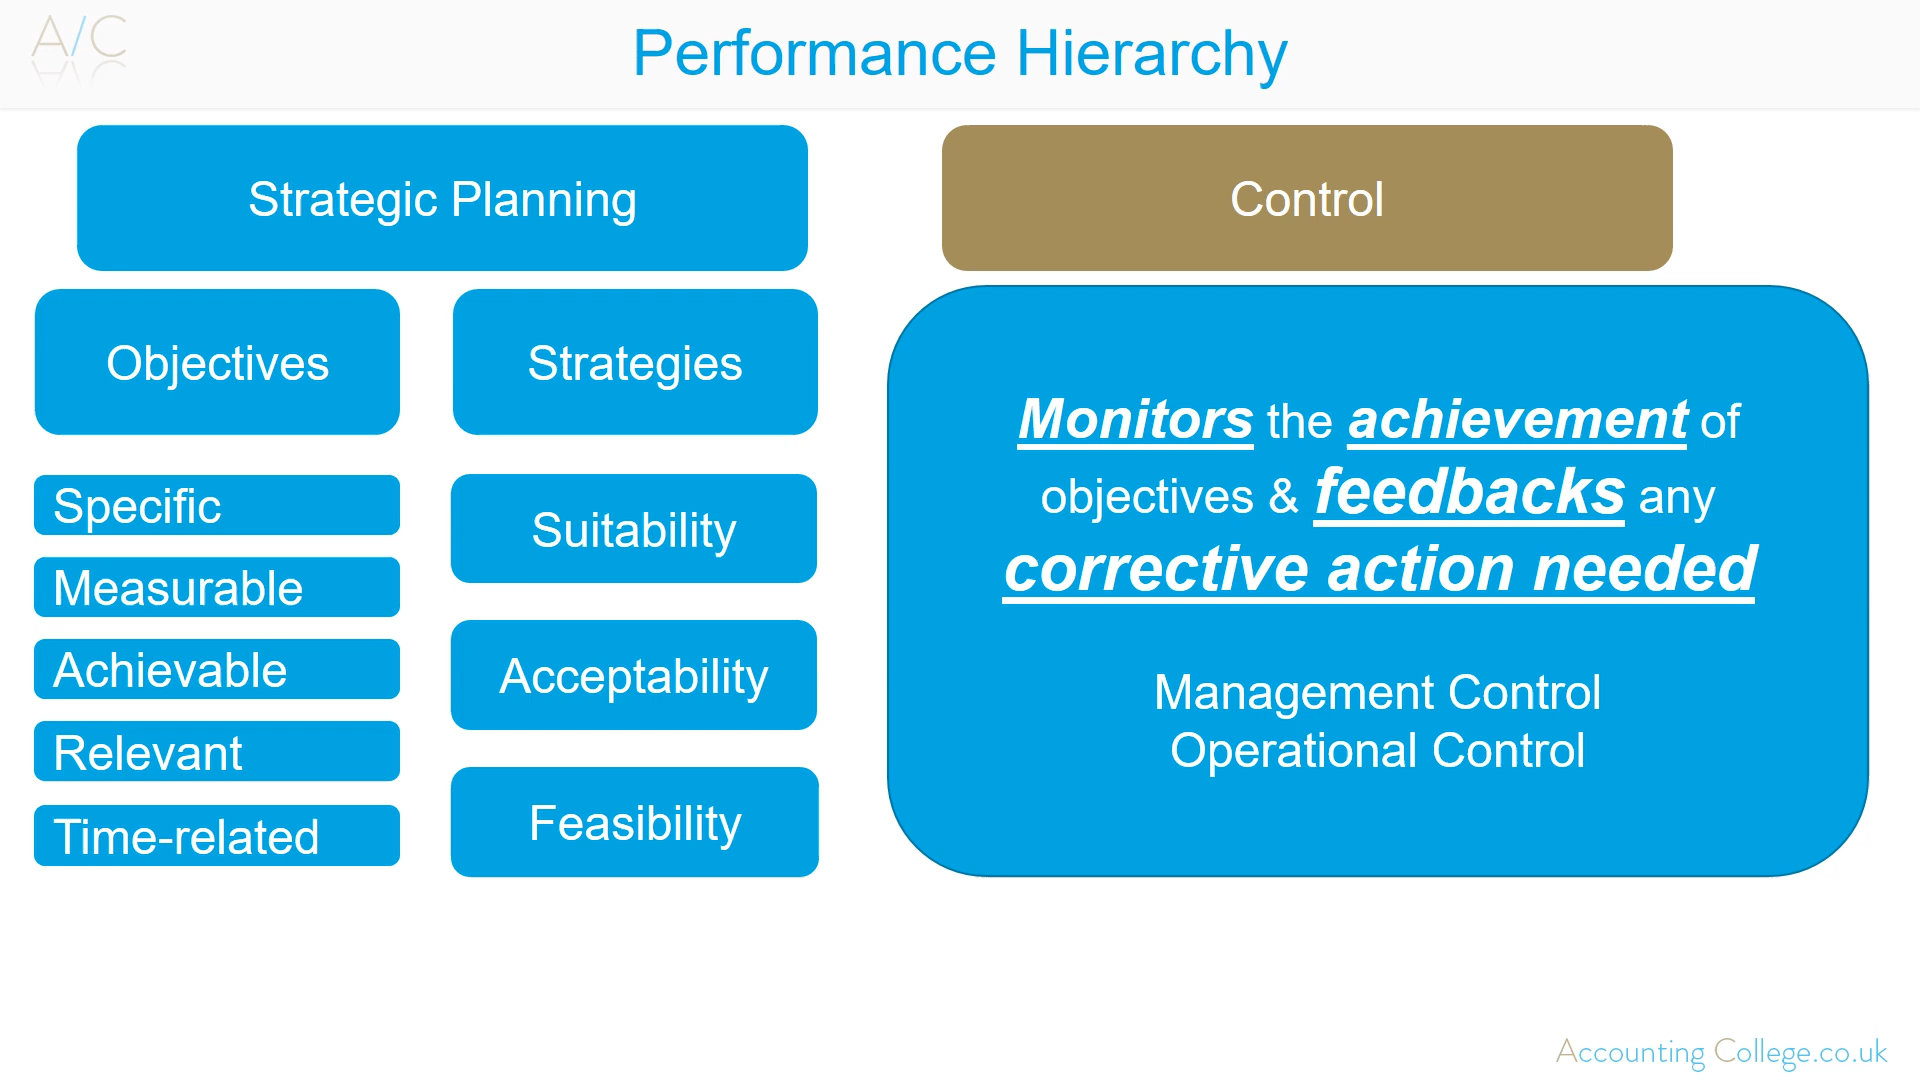 A/C
Performance Hierarchy
Strategic Planning
Control
Objectives
Strategies
Specific
Measurable
Achievable
Relevant
Time-related
Suitability
Acceptability
Feasibility
Monitors the achievement of
objectives & feedbacks any
corrective action needed
Management Control
Operational Control
Accounting College.co.uk